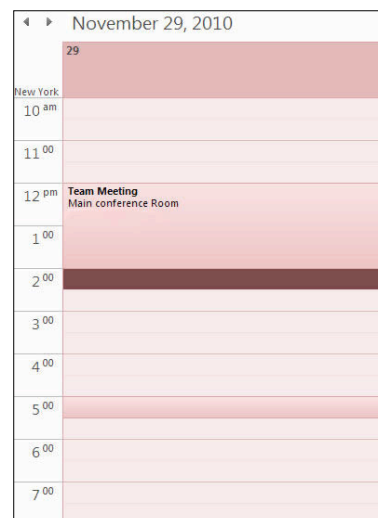 November 29, 2010
29
New York
10 am
11 00
12 pm Team Meeting
Main conference Room
1 00
2 00
3 00
4 00
5 00
6 00
7 00